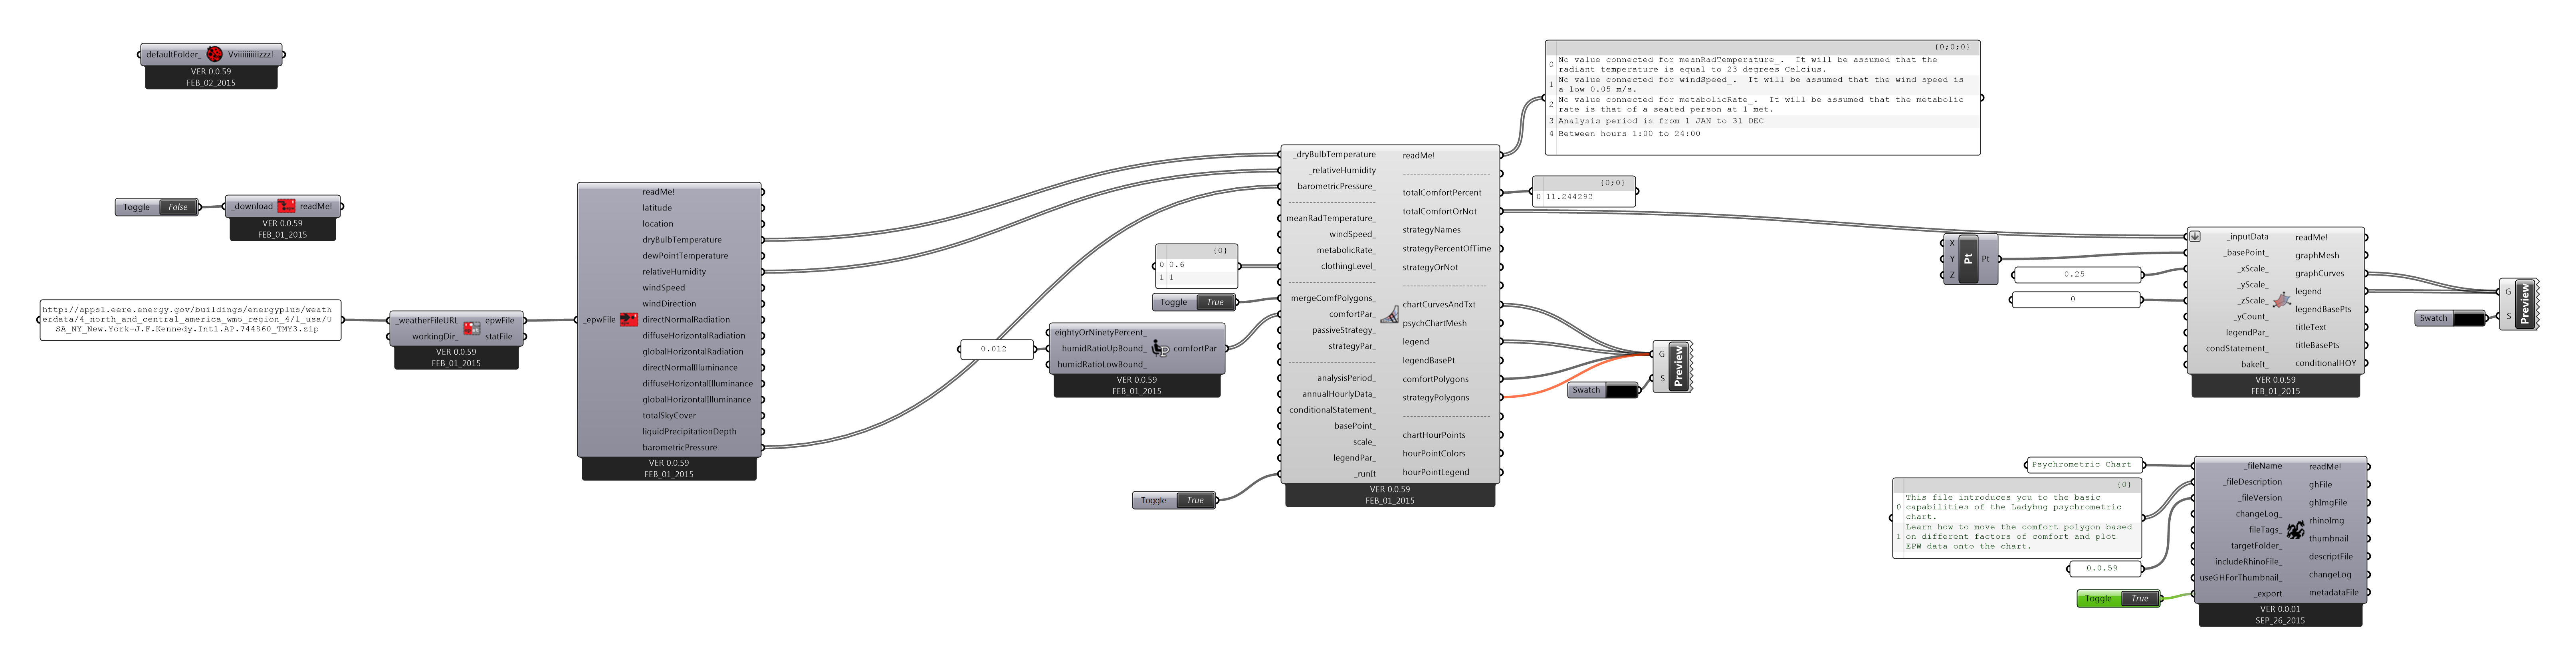 defaultFolder_
Vviiiiiiiiiizzz!
VER 0.0.59
FEB_02_2015
Toggle
False
_download
readMe!
VER 0.0.59
FEB_01_2015
http://apps1.eere.energy.gov/buildings/energyplus/weath
erdata/4_north_and_central_america_wmo_region_4/1_usa/U
SA_NY_New.York-J.F.Kennedy.Intl.AP.744860_TMY3.zip
_weatherFileURL
workingDir_
epwFile
statFile
VER 0.0.59
FEB_01_2015
_epwFile
readMe!
latitude
location
dryBulbTemperature
dewPointTemperature
relativeHumidity
windSpeed
windDirection
directNormalRadiation
diffuseHorizontalRadiation
globalHorizontalRadiation
directNormalIlluminance
diffuseHorizontalIlluminance
globalHorizontalIlluminance
totalSkyCover
liquidPrecipitationDepth
barometricPressure
VER 0.0.59
FEB_01_2015
{0}
0 0.6
1 1
Toggle
True
0.012
eightyOrNinetyPercent_
humidRatioUpBound_
humidRatioLowBound_
comfortPar
VER 0.0.59
FEB_01_2015
Toggle
True
_dryBulbTemperature
_relativeHumidity
barometricPressure_
--------------------
meanRadTemperature_
windSpeed_
metabolicRate_
clothingLevel_
--------------------
mergeComfPolygons_
comfortPar_
passiveStrategy_
strategyPar_
--------------------
analysisPeriod_
annualHourlyData_
conditionalStatement_
basePoint_
scale_
legendPar_
_runIt
readMe!
--------------------
totalComfortPercent
totalComfortOrNot
strategyNames
strategyPercentOfTime
strategyOrNot
--------------------
chartCurvesAndTxt
psychChartMesh
legend
legendBasePt
comfortPolygons
strategyPolygons
--------------------
chartHourPoints
hourPointColors
hourPointLegend
VER 0.0.59
FEB_01_2015
{0;0;0}
0 No value connected for meanRadTemperature_.  It will be assumed that the
radiant temperature is equal to 23 degrees Celcius.
1 No value connected for windSpeed_.  It will be assumed that the wind speed is
a low 0.05 m/s.
2 No value connected for metabolicRate_.  It will be assumed that the metabolic
rate is that of a seated person at 1 met.
3 Analysis period is from 1 JAN to 31 DEC
4 Between hours 1:00 to 24:00
{0;0}
0 11.244292
Swatch
G
S
Preview
X
Y
Z
Pt
Pt
0.25
0
_inputData
_basePoint_
_xScale_
_yScale_
_zScale_
_yCount_
legendPar_
condStatement_
bakeIt_
readMe!
graphMesh
graphCurves
legend
legendBasePts
titleText
titleBasePts
conditionalHOY
VER 0.0.59
FEB_01_2015
Swatch
G
S
Preview
Psychrometric Chart
{0}
0 This file introduces you to the basic
capabilities of the Ladybug psychrometric
chart.
1 Learn how to move the comfort polygon based
on different factors of comfort and plot
EPW data onto the chart.
0.0.59
Toggle
True
_fileName
_fileDescription
_fileVersion
changeLog_
fileTags_
targetFolder_
includeRhinoFile_
useGHForThumbnail_
_export
readMe!
ghFile
ghImgFile
rhinoImg
thumbnail
descriptFile
changeLog
metadataFile
VER 0.0.01
SEP_26_2015